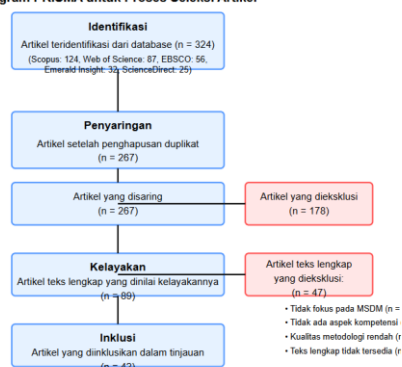 Identifikasi
Artikel teridentifikasi dari database (n = 324)
(Scopus: 124, Web of Science: 87, EBSCO: 56,
Emerald Insight: 32, ScienceDirect: 25)
Penyaringan
Artikel setelah penghapusan duplikat
(n = 267)
Artikel yang disaring
(n = 267)
Artikel yang dieksklusi
(n = 178)
Kelayakan
Artikel teks lengkap yang dinilai kelayakannya
(n = 89)
Artikel teks lengkap
yang dieksklusi:
(n = 47)
• Tidak fokus pada MSDM (n =
• Tidak ada aspek kompetensi
• Kualitas metodologi rendah (n
• Teks lengkap tidak tersedia (n
Inklusi
Artikel yang diinklusikan dalam tinjauan
(n = 42)